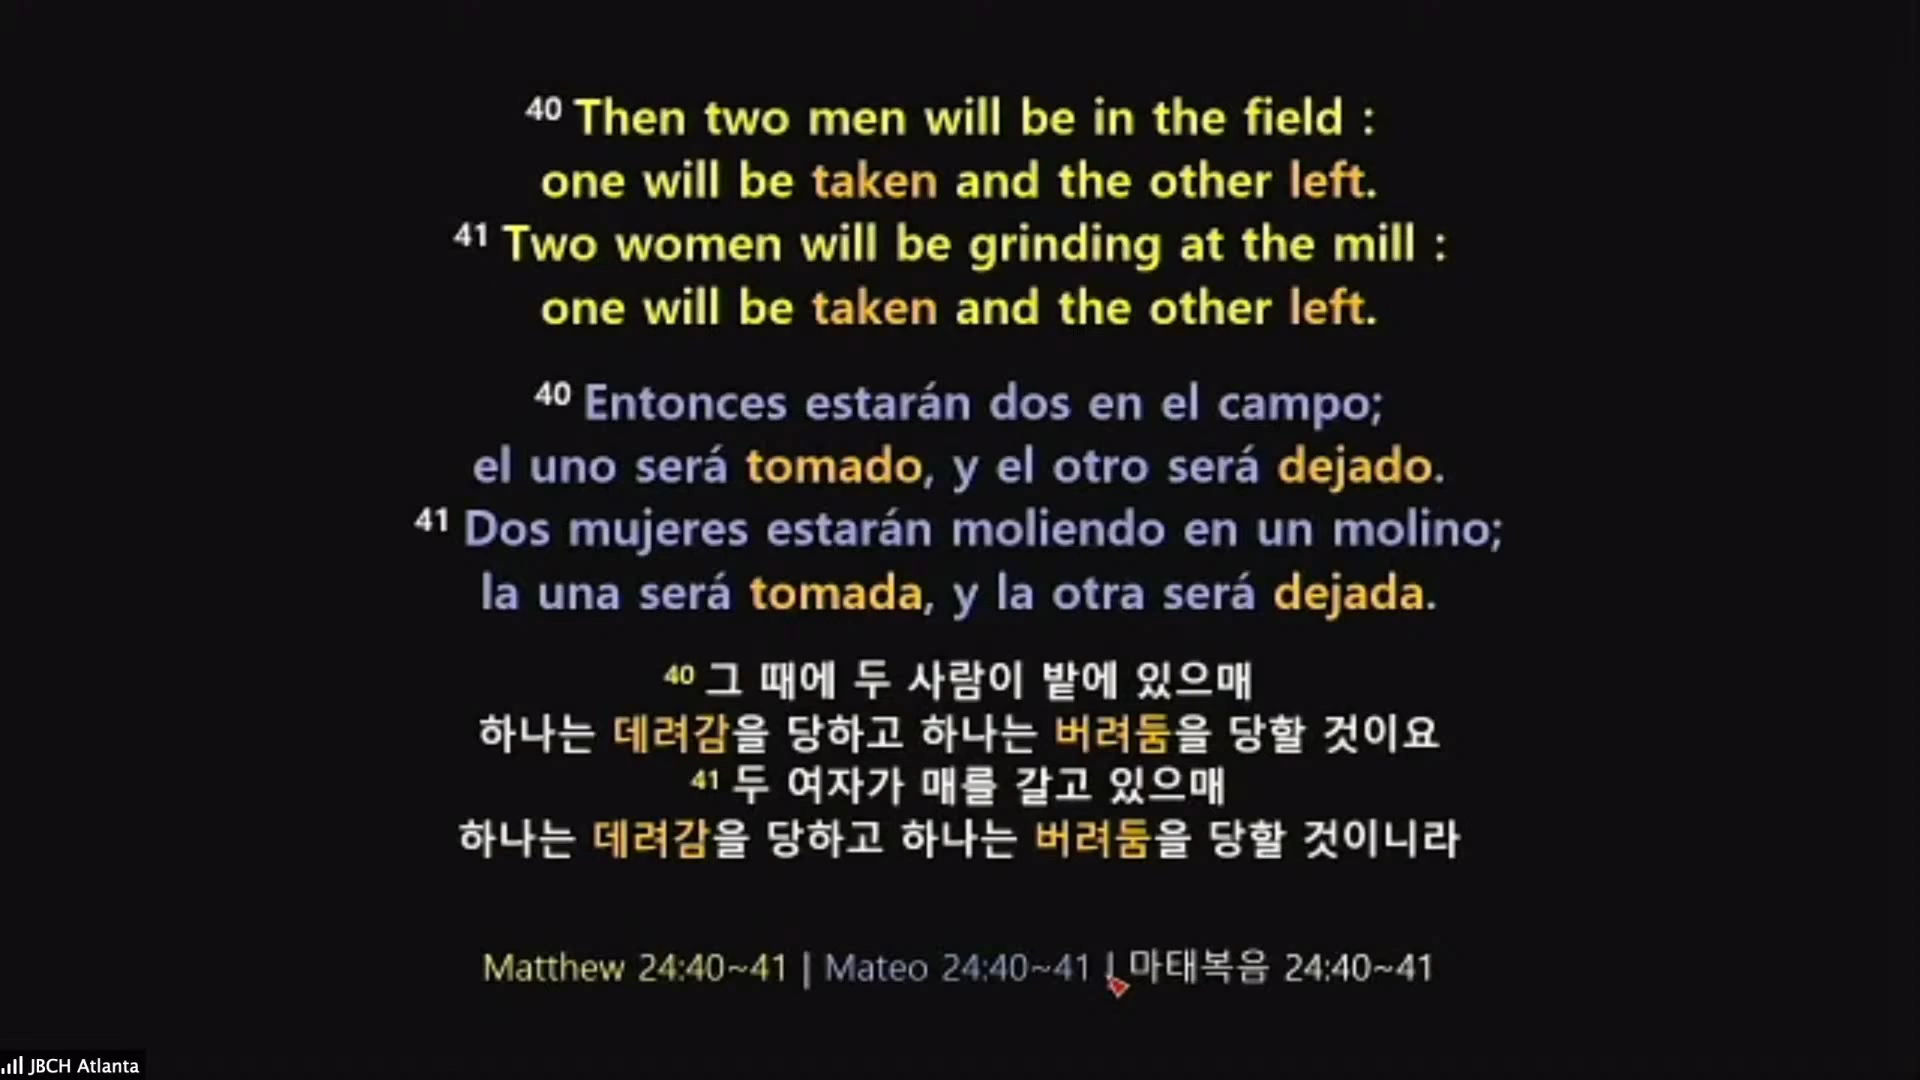 40 Then two men will be in the field :
one will be taken and the other left.
41 Two women will be grinding at the mill :
one will be taken and the other left.
40 Entonces estarán dos en el campo;
el uno será tomado, y el otro será dejado.
41 Dos mujeres estarán moliendo en un molino;
la una será tomada, y la otra será dejada.
40 그 때에 두 사람이 밭에 있으매
하나는 데려감을 당하고 하나는 버려둠을 당할 것이요
41 두 여자가 매를 갈고 있으매
하나는 데려감을 당하고 하나는 버려둠을 당할 것이니라
Matthew 24:40~41 | Mateo 24:40~41 | 마태복음 24:40~41
JBCH Atlanta